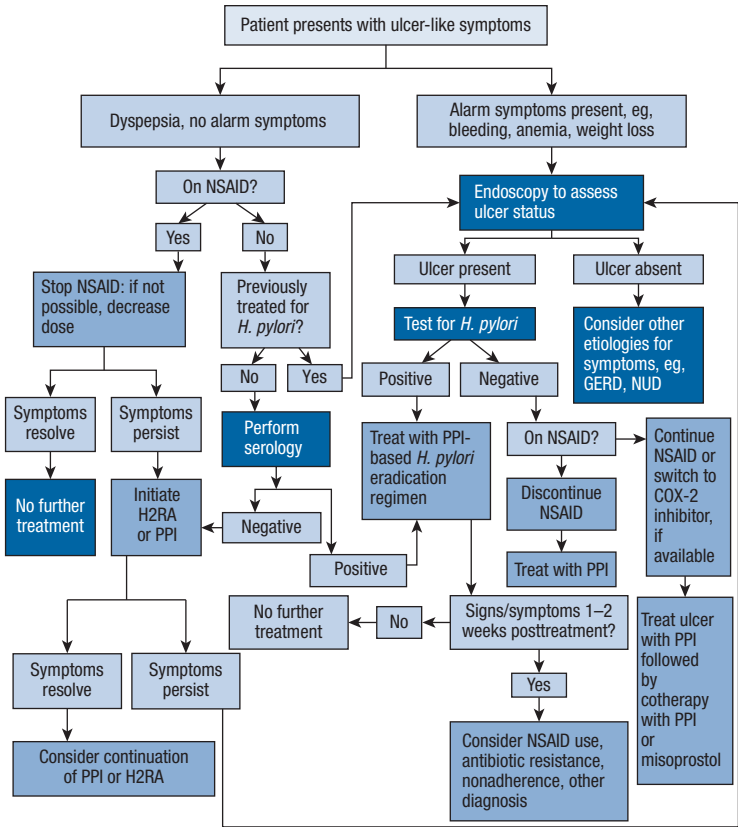 Patient presents with ulcer-like symptoms
Dyspepsia, no alarm symptoms
Alarm symptoms present, eg,
bleeding, anemia, weight loss
On NSAID?
Endoscopy to assess
ulcer status
Yes
No
Ulcer present
Ulcer absent
Stop NSAID: if not
possible, decrease
dose
Previously
treated for
H. pylori?
Test for H. pylori
Consider other
etiologies for
symptoms, eg,
GERD, NUD
No
Yes
Positive
Negative
Symptoms
resolve
Symptoms
persist
Perform
serology
Treat with PPI-
based H. pylori
eradication
regimen
On NSAID?
Continue
NSAID or
switch to
COX-2
inhibitor,
if
available
No further
treatment
Initiate
H2RA
or PPI
Negative
Positive
Discontinue
NSAID
Treat with PPI
No further
treatment
No
Signs/symptoms 1–2
weeks posttreatment?
Treat ulcer
with PPI
followed
by
cotherapy
with PPI
or
misoprostol
Symptoms
resolve
Symptoms
persist
Yes
Consider continuation
of PPI or H2RA
Consider NSAID use,
antibiotic resistance,
nonadherence, other
diagnosis